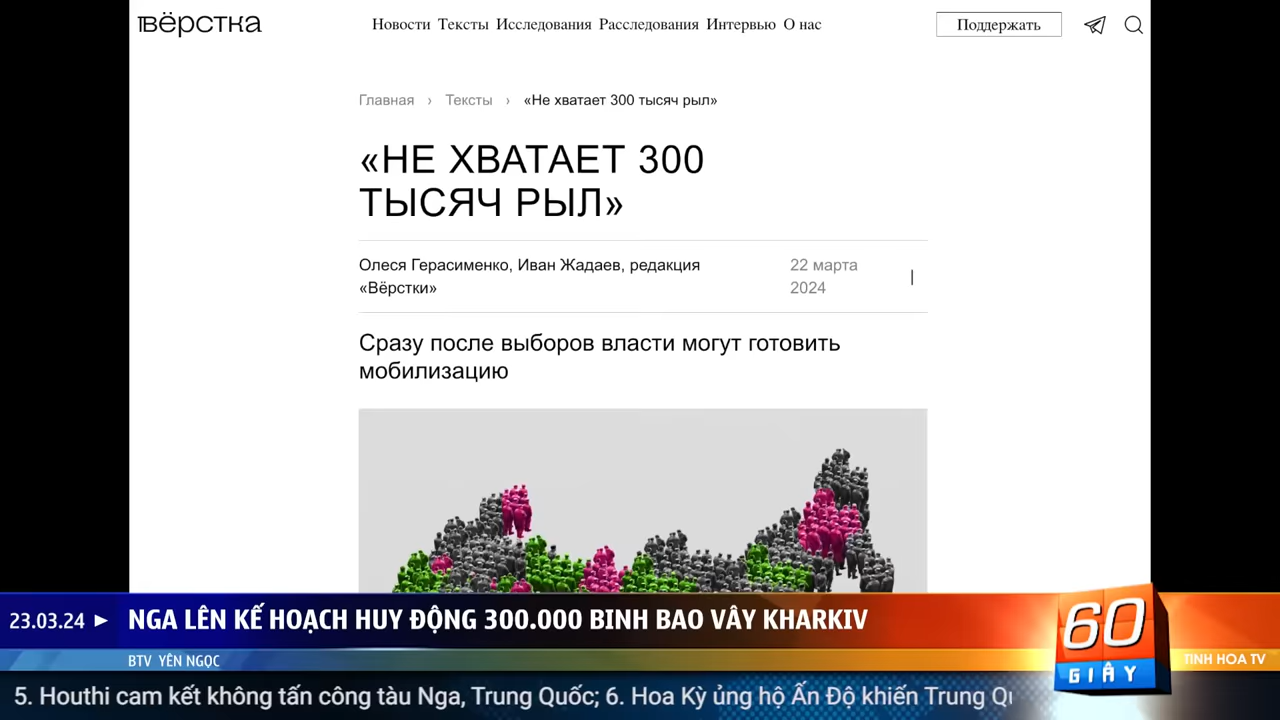 вёрстка
Новости Тексты Исследования Расследования Интервью О нас
Поддержать
Главная › Тексты › «Не хватает 300 тысяч рыл»
«НЕ ХВАТАЕТ 300
ТЫСЯЧ РЫЛ»
Олеся Герасименко, Иван Жадаев, редакция
«Вёрстки»
22 марта
2024
Сразу после выборов власти могут готовить
мобилизацию
23.03.24 ► NGA LÊN KẾ HOẠCH HUY ĐỘNG 300.000 BINH BAO VÂY KHARKIV
60
GIÂY
BTV YÊN NGỌC
TINH HOA TV
5. Houthi cam kết không tấn công tàu Nga, Trung Quốc; 6. Hoa Kỳ ủng hộ Ấn Độ khiến Trung